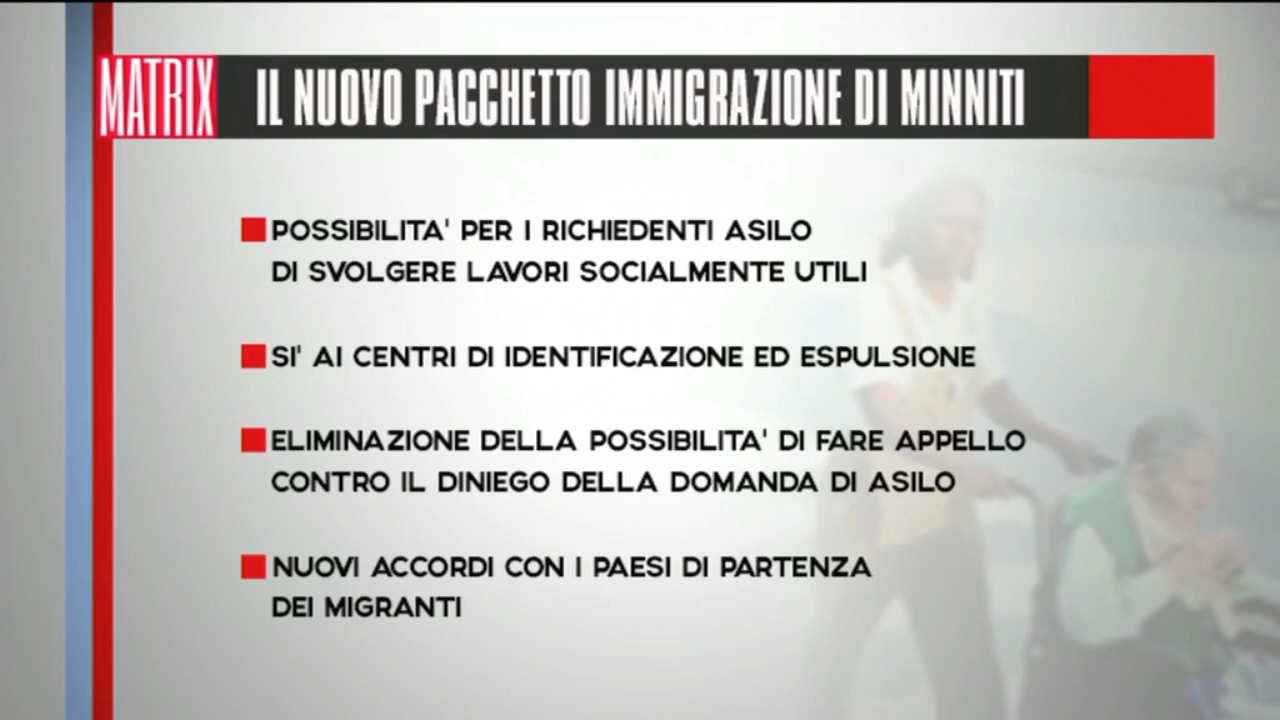 MATRIX IL NUOVO PACCHETTO IMMIGRAZIONE DI MINNITI
POSSIBILITA' PER I RICHIEDENTI ASILO
DI SVOLGERE LAVORI SOCIALMENTE UTILI
SI' AI CENTRI DI IDENTIFICAZIONE ED ESPULSIONE
ELIMINAZIONE DELLA POSSIBILITA' DI FARE APPELLO
CONTRO IL DINIEGO DELLA DOMANDA DI ASILO
NUOVI ACCORDI CON I PAESI DI PARTENZA
DEI MIGRANTI